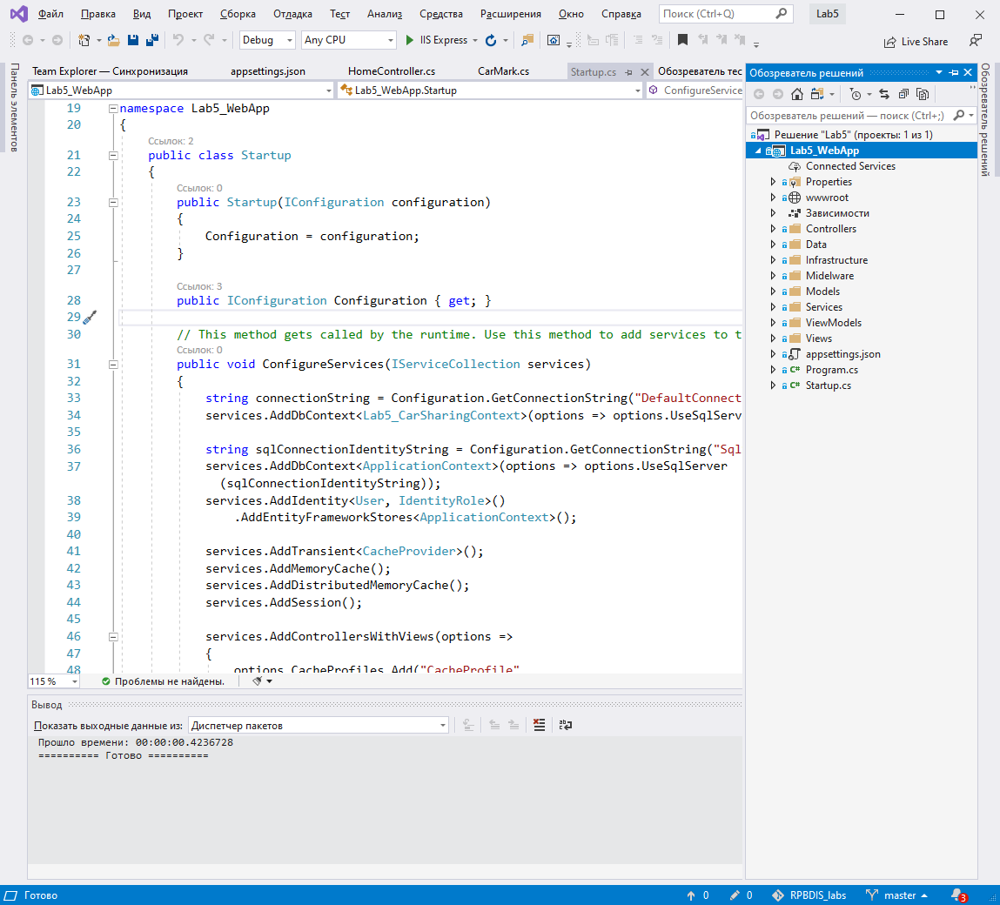 Файл Правка Вид Проект Сборка Отладка Тест Анализ Средства Расширения Окно Справка Поиск (Ctrl+Q) Lab5
Debug Any CPU IIS Express Live Share
Панель элементов
Team Explorer — Синхронизация appsettings.json HomeController.cs CarMark.cs Startup.cs Обозреватель тес
Lab5_WebApp Lab5_WebApp.Startup ConfigureService
19 namespace Lab5_WebApp
20 {
Ссылок: 2
21 public class Startup
22 {
Ссылок: 0
23 public Startup(IConfiguration configuration)
24 {
25 Configuration = configuration;
26 }
27
Ссылок: 3
28 public IConfiguration Configuration { get; }
29
30 // This method gets called by the runtime. Use this method to add services to t
Ссылок: 0
31 public void ConfigureServices(IServiceCollection services)
32 {
33 string connectionString = Configuration.GetConnectionString("DefaultConnect
34 services.AddDbContext<Lab5_CarSharingContext>(options => options.UseSqlServ
35
36 string sqlConnectionIdentityString = Configuration.GetConnectionString("Sql
37 services.AddDbContext<ApplicationContext>(options => options.UseSqlServer
(sqlConnectionIdentityString));
38 services.AddIdentity<User, IdentityRole>()
39 .AddEntityFrameworkStores<ApplicationContext>();
40
41 services.AddTransient<CacheProvider>();
42 services.AddMemoryCache();
43 services.AddDistributedMemoryCache();
44 services.AddSession();
45
46 services.AddControllersWithViews(options =>
47 {
48 options.CacheProfiles.Add("CacheProfile"
115 % Проблемы не найдены.
Вывод
Показать выходные данные из: Диспетчер пакетов
Прошло времени: 00:00:00.4236728
========== Готово ==========
Обозреватель решений
Обозреватель решений — поиск (Ctrl+;)
Решение "Lab5" (проекты: 1 из 1)
Lab5_WebApp
Connected Services
Properties
wwwroot
Зависимости
Controllers
Data
Infrastructure
Midelware
Models
Services
ViewModels
Views
appsettings.json
C# Program.cs
C# Startup.cs
Обозреватель решений
Готово 0 0 RPBDIS_labs master 3